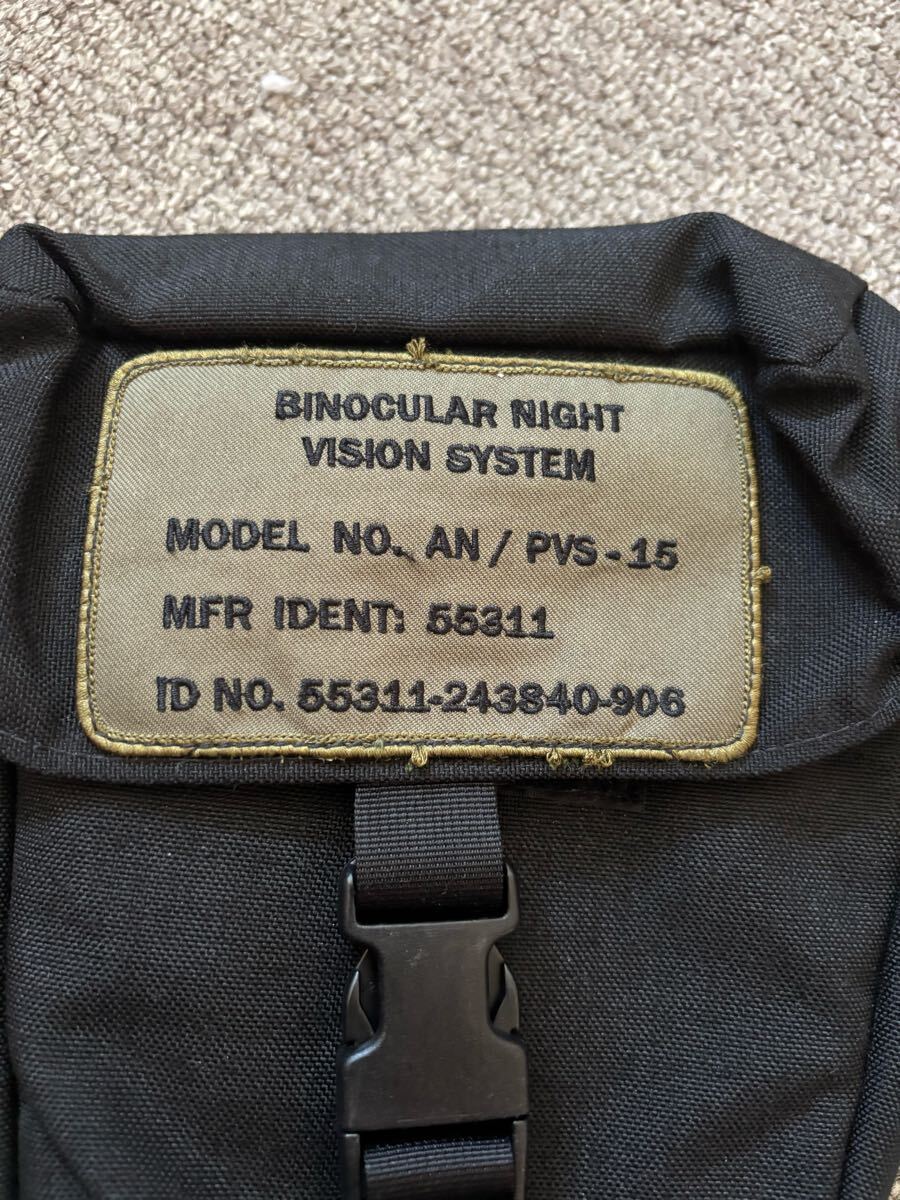 BINOCULAR NIGHT
VISION SYSTEM
MODEL NO. AN / PVS - 15
MFR IDENT: 55311
ID NO. 55311-243840-906